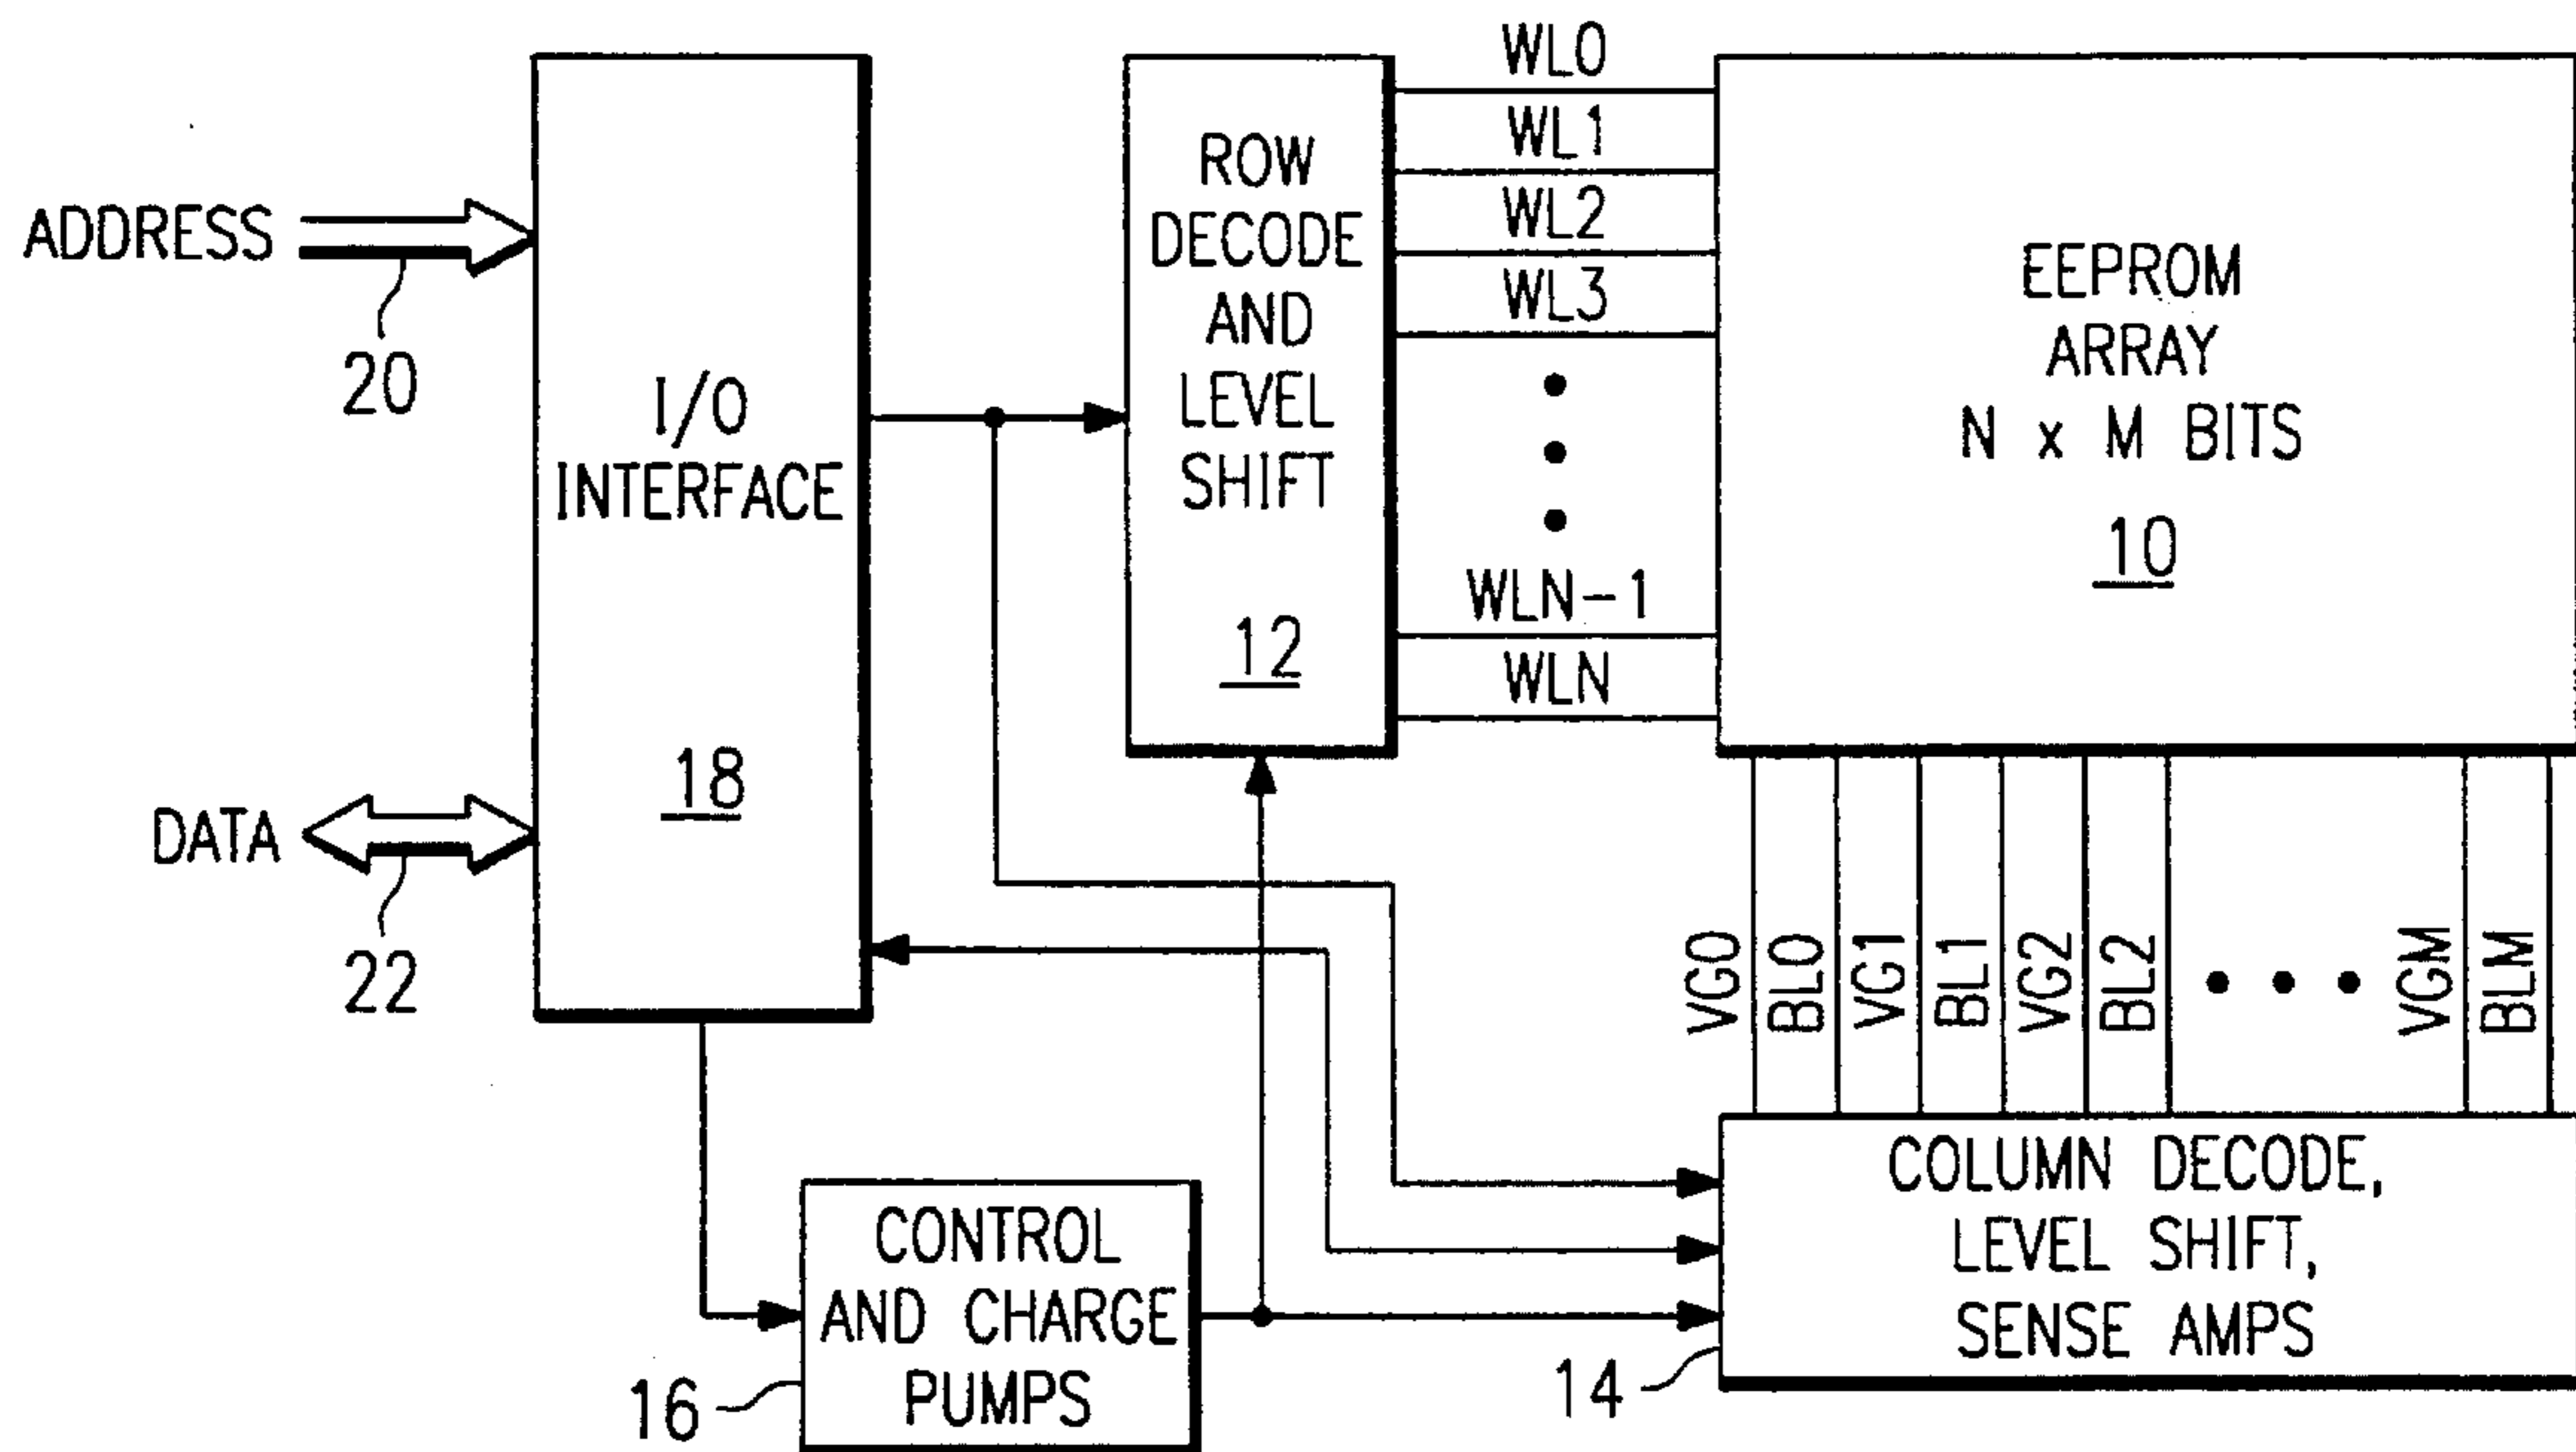 ADDRESS
20
DATA
22
I/O
INTERFACE
18
ROW
DECODE
AND
LEVEL
SHIFT
12
WL0
WL1
WL2
WL3
WLN-1
WLN
EEPROM
ARRAY
N x M BITS
10
VG0
BL0
VG1
BL1
VG2
BL2
VGM
BLM
CONTROL
AND CHARGE
PUMPS
16
COLUMN DECODE,
LEVEL SHIFT,
SENSE AMPS
14